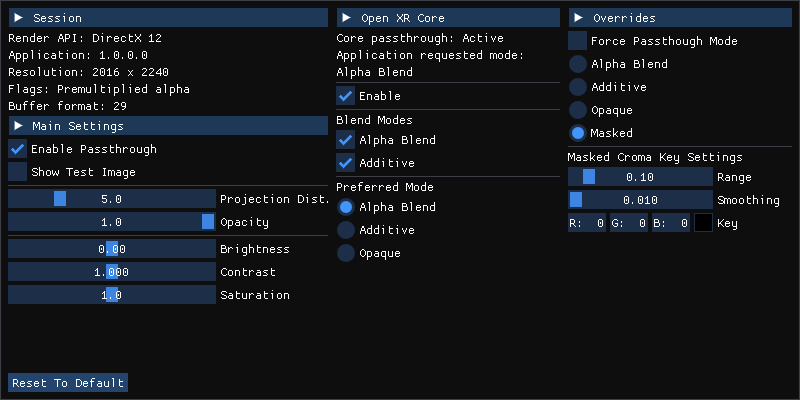 Session
Render API: DirectX 12
Application: 1.0.0.0
Resolution: 2016 x 2240
Flags: Premultiplied alpha
Buffer format: 29
Main Settings
Enable Passthrough
Show Test Image
5.0 Projection Dist.
1.0 Opacity
0.00 Brightness
1.000 Contrast
1.0 Saturation
Reset To Default
Open XR Core
Core passthrough: Active
Application requested mode:
Alpha Blend
Enable
Blend Modes
Alpha Blend
Additive
Preferred Mode
Alpha Blend
Additive
Opaque
Overrides
Force Passthough Mode
Alpha Blend
Additive
Opaque
Masked
Masked Croma Key Settings
0.10 Range
0.010 Smoothing
R: 0 G: 0 B: 0 Key